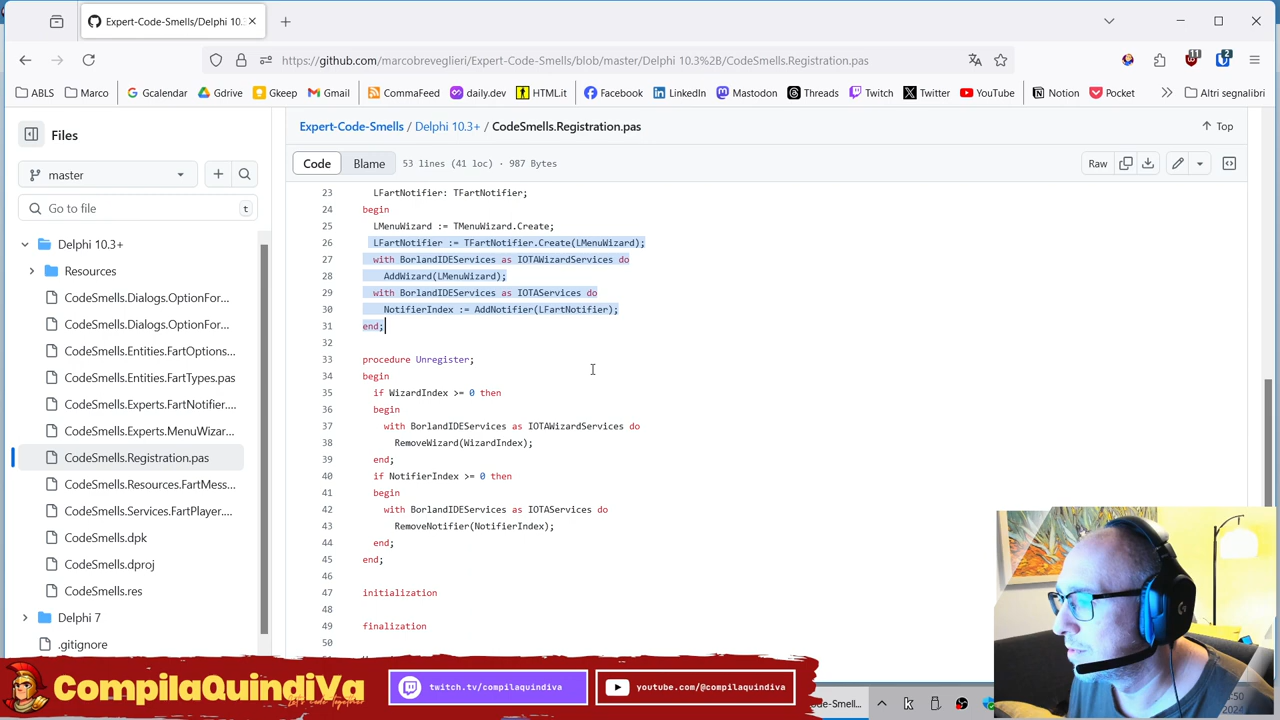 Expert-Code-Smells/Delphi 10.
https://github.com/marcobreveglieri/Expert-Code-Smells/blob/master/Delphi 10.3%2B/CodeSmells.Registration.pas
11
2
ABLS
Marco
Gcalendar
Gdrive
Gkeep
Gmail
CommaFeed
daily.dev
HTML.it
Facebook
LinkedIn
Mastodon
Threads
Twitch
Twitter
YouTube
Notion
Pocket
Altri segnalibri
Files
Expert-Code-Smells / Delphi 10.3+ / CodeSmells.Registration.pas
Top
master
Code
Blame
53 lines (41 loc) · 987 Bytes
Raw
Go to file
t
Delphi 10.3+
Resources
CodeSmells.Dialogs.OptionFor...
CodeSmells.Dialogs.OptionFor...
CodeSmells.Entities.FartOptions...
CodeSmells.Entities.FartTypes.pas
CodeSmells.Experts.FartNotifier....
CodeSmells.Experts.MenuWizar...
CodeSmells.Registration.pas
CodeSmells.Resources.FartMess...
CodeSmells.Services.FartPlayer....
CodeSmells.dpk
CodeSmells.dproj
CodeSmells.res
Delphi 7
.gitignore
23 LFartNotifier: TFartNotifier;
24 begin
25 LMenuWizard := TMenuWizard.Create;
26 LFartNotifier := TFartNotifier.Create(LMenuWizard);
27 with BorlandIDEServices as IOTAWizardServices do
28 AddWizard(LMenuWizard);
29 with BorlandIDEServices as IOTAServices do
30 NotifierIndex := AddNotifier(LFartNotifier);
31 end;
32
33 procedure Unregister;
34 begin
35 if WizardIndex >= 0 then
36 begin
37 with BorlandIDEServices as IOTAWizardServices do
38 RemoveWizard(WizardIndex);
39 end;
40 if NotifierIndex >= 0 then
41 begin
42 with BorlandIDEServices as IOTAServices do
43 RemoveNotifier(NotifierIndex);
44 end;
45 end;
46
47 initialization
48
49 finalization
50
CompilaQuindiVa
Let's code Together
twitch.tv/compilaquindiva
youtube.com/@compilaquindiva
de-Smell...
:50
2024